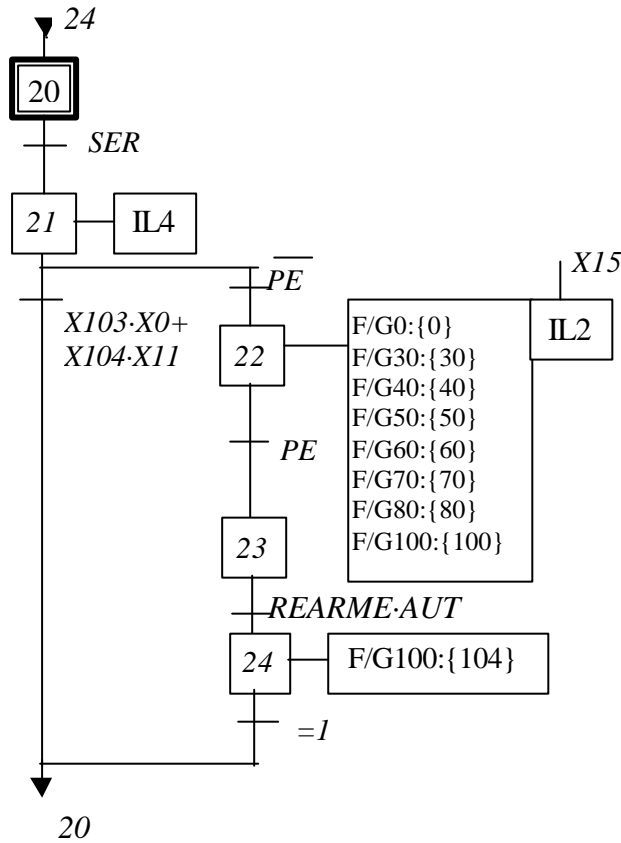 24
20
SER
21
IL4
PE
X15
X103·X0+
X104·X11
22
F/G0:{0}
IL2
F/G30:{30}
F/G40:{40}
F/G50:{50}
F/G60:{60}
F/G70:{70}
F/G80:{80}
F/G100:{100}
PE
23
REARME·AUT
24
F/G100:{104}
=1
20